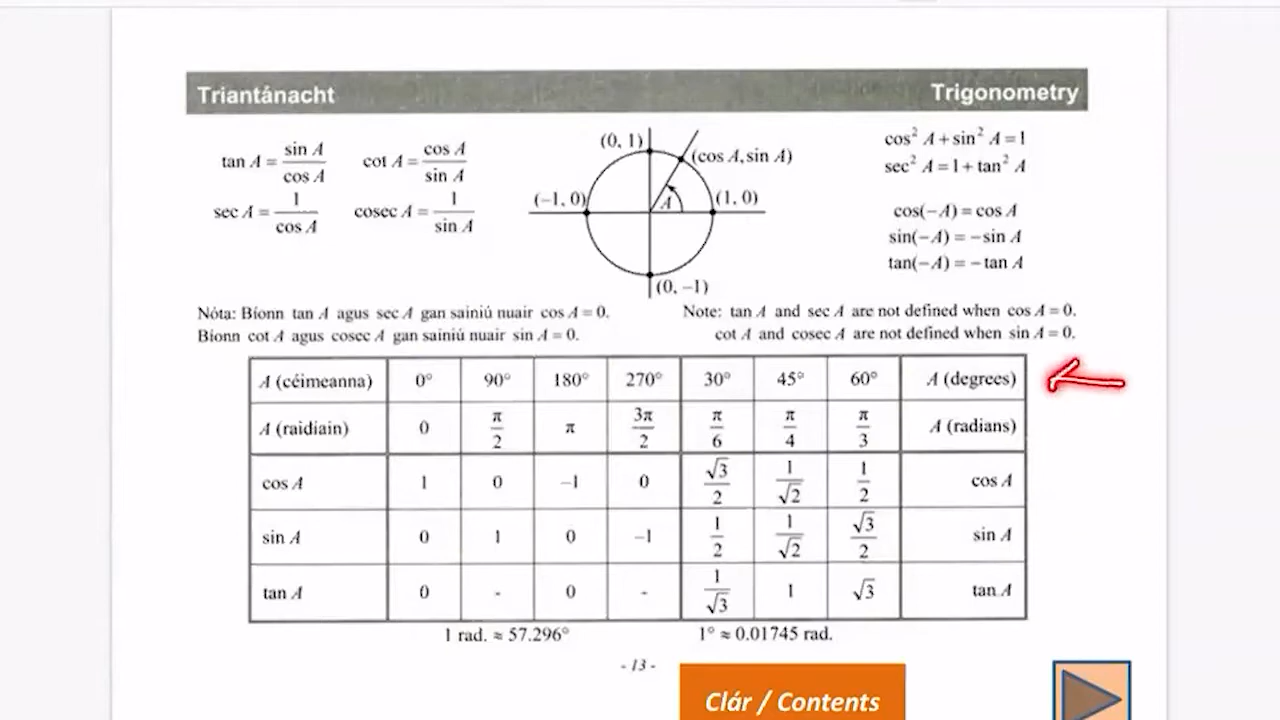 Triantánacht Trigonometry
tan A = sin A / cos A cot A = cos A / sin A
sec A = 1 / cos A cosec A = 1 / sin A
(0, 1)
(cos A, sin A)
(−1, 0)
A
(1, 0)
(0, −1)
cos² A + sin² A = 1
sec² A = 1 + tan² A
cos(−A) = cos A
sin(−A) = −sin A
tan(−A) = −tan A
Nóta: Bíonn tan A agus sec A gan sainiú nuair cos A = 0.
Bíonn cot A agus cosec A gan sainiú nuair sin A = 0.
Note: tan A and sec A are not defined when cos A = 0.
cot A and cosec A are not defined when sin A = 0.
A (céimeanna) 0° 90° 180° 270° 30° 45° 60° A (degrees)
A (raidiain) 0 π/2 π 3π/2 π/6 π/4 π/3 A (radians)
cos A 1 0 −1 0 √3/2 1/√2 1/2 cos A
sin A 0 1 0 −1 1/2 1/√2 √3/2 sin A
tan A 0 - 0 - 1/√3 1 √3 tan A
1 rad. ≈ 57.296° 1° ≈ 0.01745 rad.
- 13 -
Clár / Contents